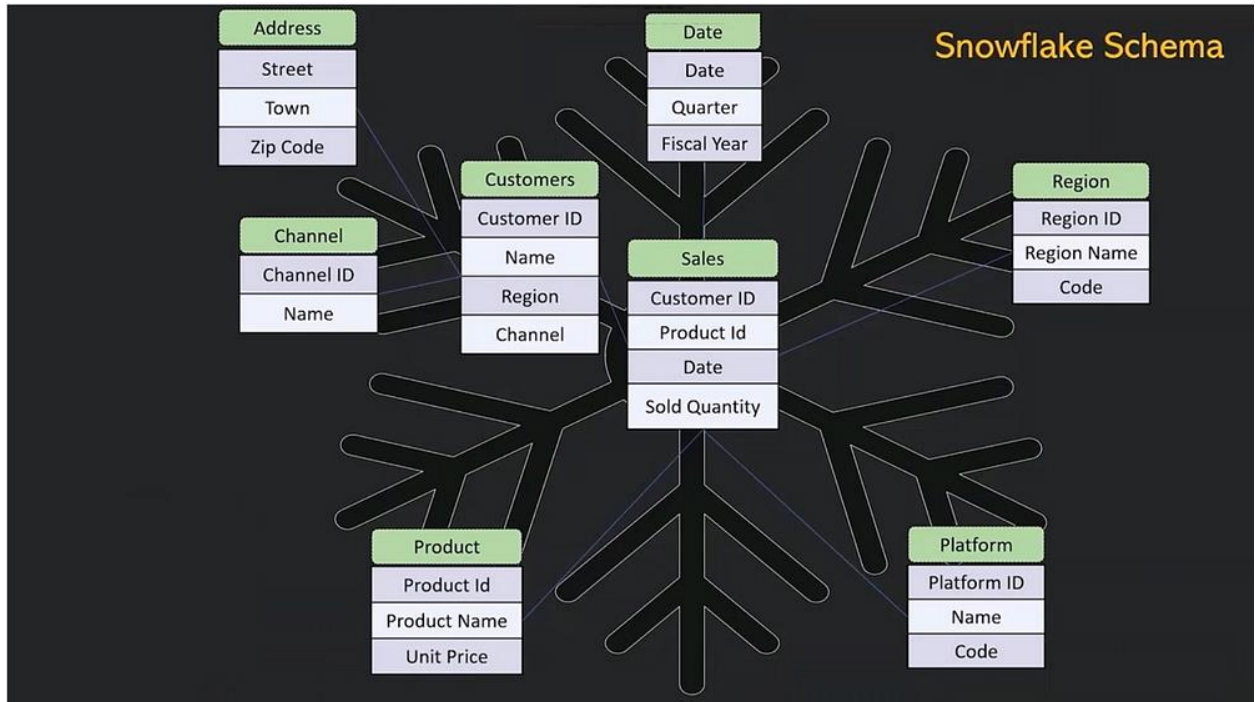 Snowflake Schema
Address
Street
Town
Zip Code
Date
Date
Quarter
Fiscal Year
Customers
Customer ID
Name
Region
Channel
Channel
Channel ID
Name
Sales
Customer ID
Product Id
Date
Sold Quantity
Region
Region ID
Region Name
Code
Product
Product Id
Product Name
Unit Price
Platform
Platform ID
Name
Code